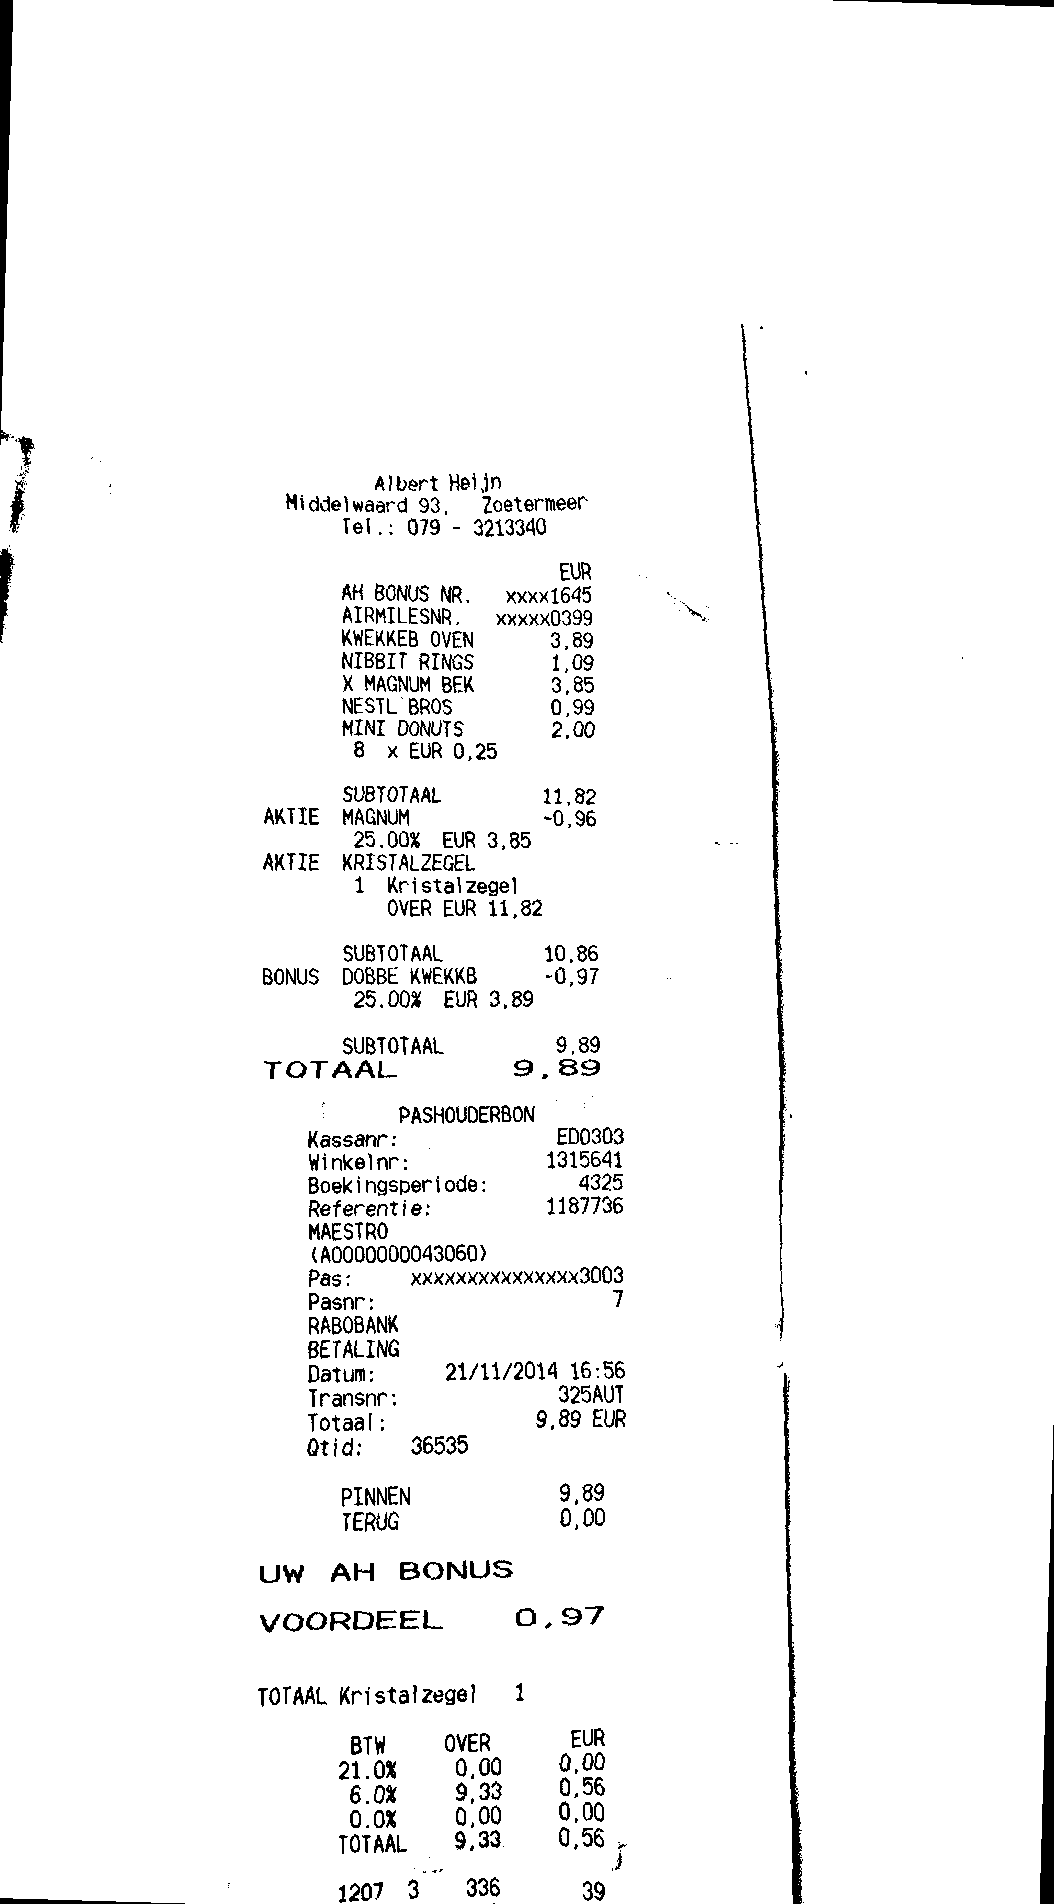 Albert Heijn
Middelwaard 93, Zoetermeer
Tel.: 079 - 3213340
EUR
AH BONUS NR. xxxx1645
AIRMILESNR. xxxxx0399
KWEKKEB OVEN 3,89
NIBBIT RINGS 1,09
X MAGNUM BEK 3,85
NESTL BROS 0,99
MINI DONUTS 2,00
8 x EUR 0,25
SUBTOTAAL 11,82
AKTIE MAGNUM -0,96
25.00% EUR 3,85
AKTIE KRISTALZEGEL
1 Kristalzegel
OVER EUR 11,82
SUBTOTAAL 10,86
BONUS DOBBE KWEKKB -0,97
25.00% EUR 3,89
SUBTOTAAL 9,89
TOTAAL 9,89
PASHOUDERBON
Kassanr: ED0303
Winkelnr: 1315641
Boekingsperiode: 4325
Referentie: 1187736
MAESTRO
(A0000000043060)
Pas: xxxxxxxxxxxxxxx3003
Pasnr: 7
RABOBANK
BETALING
Datum: 21/11/2014 16:56
Transnr: 325AUT
Totaal: 9,89 EUR
Qtid: 36535
PINNEN 9,89
TERUG 0,00
UW AH BONUS
VOORDEEL 0,97
TOTAAL Kristalzegel 1
BTW OVER EUR
21.0% 0,00 0,00
6.0% 9,33 0,56
0.0% 0,00 0,00
TOTAAL 9,33 0,56
1207 3 336 39